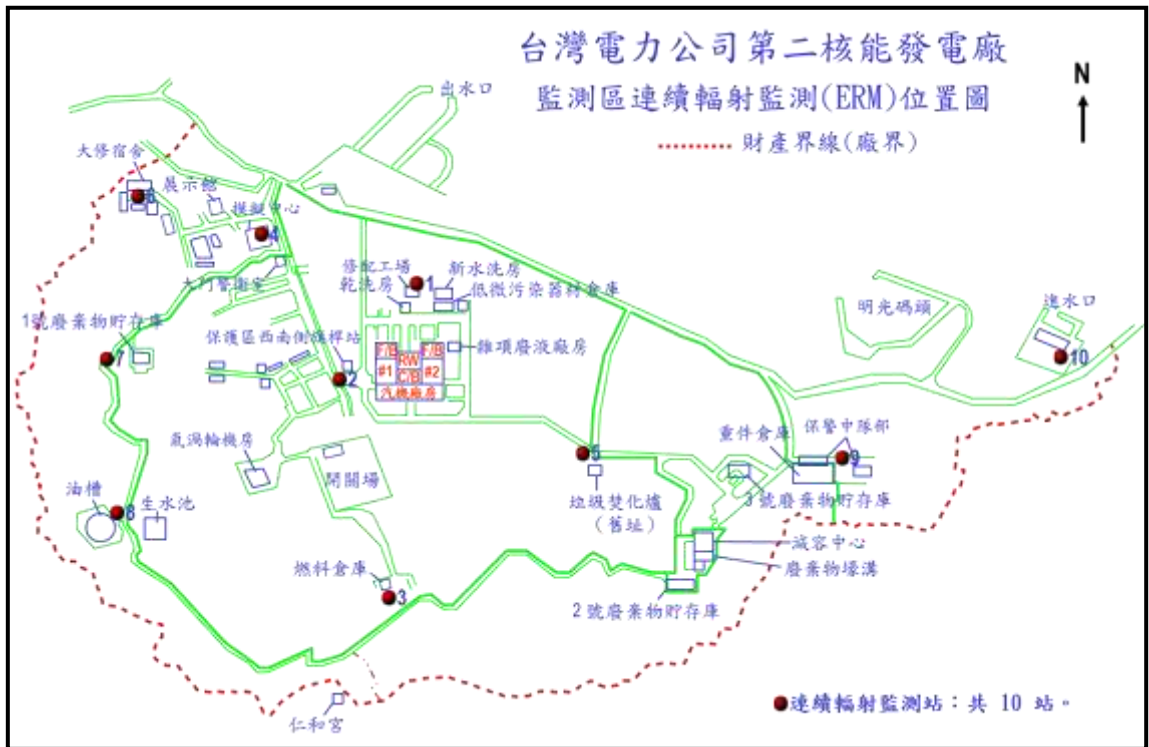 台灣電力公司第二核能發電廠
監測區連續輻射監測(ERM)位置圖
財產界線(廠界)
N
出水口
大修宿舍
6
展示館
模擬中心
4
大門警衛室
修配工場
1
新水洗房
乾洗房
低微污染器材倉庫
1號廢棄物貯存庫
7
保護區西南側旗桿站
2
F/B
F/B
RW
#1
C/B
#2
汽機廠房
雜項廢液廠房
明光碼頭
進水口
10
氣渦輪機房
開關場
油槽
8
生水池
5
垃圾焚化爐
(舊址)
重件倉庫
保警中隊部
9
3號廢棄物貯存庫
減容中心
廢棄物壕溝
2號廢棄物貯存庫
燃料倉庫
3
仁和宮
連續輻射監測站：共 10 站。